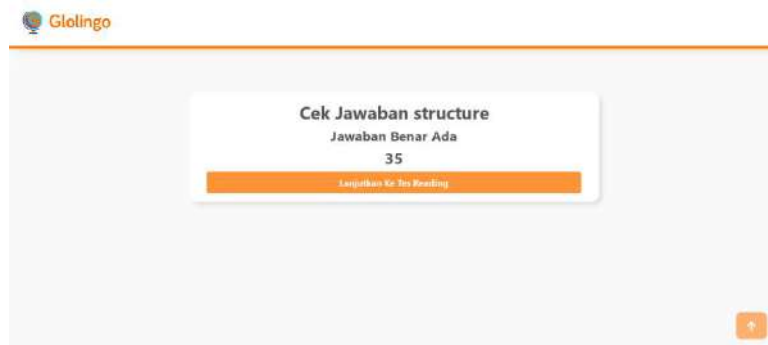 Glolingo
Cek Jawaban structure
Jawaban Benar Ada
35
Lanjutkan Ke Tes Reading